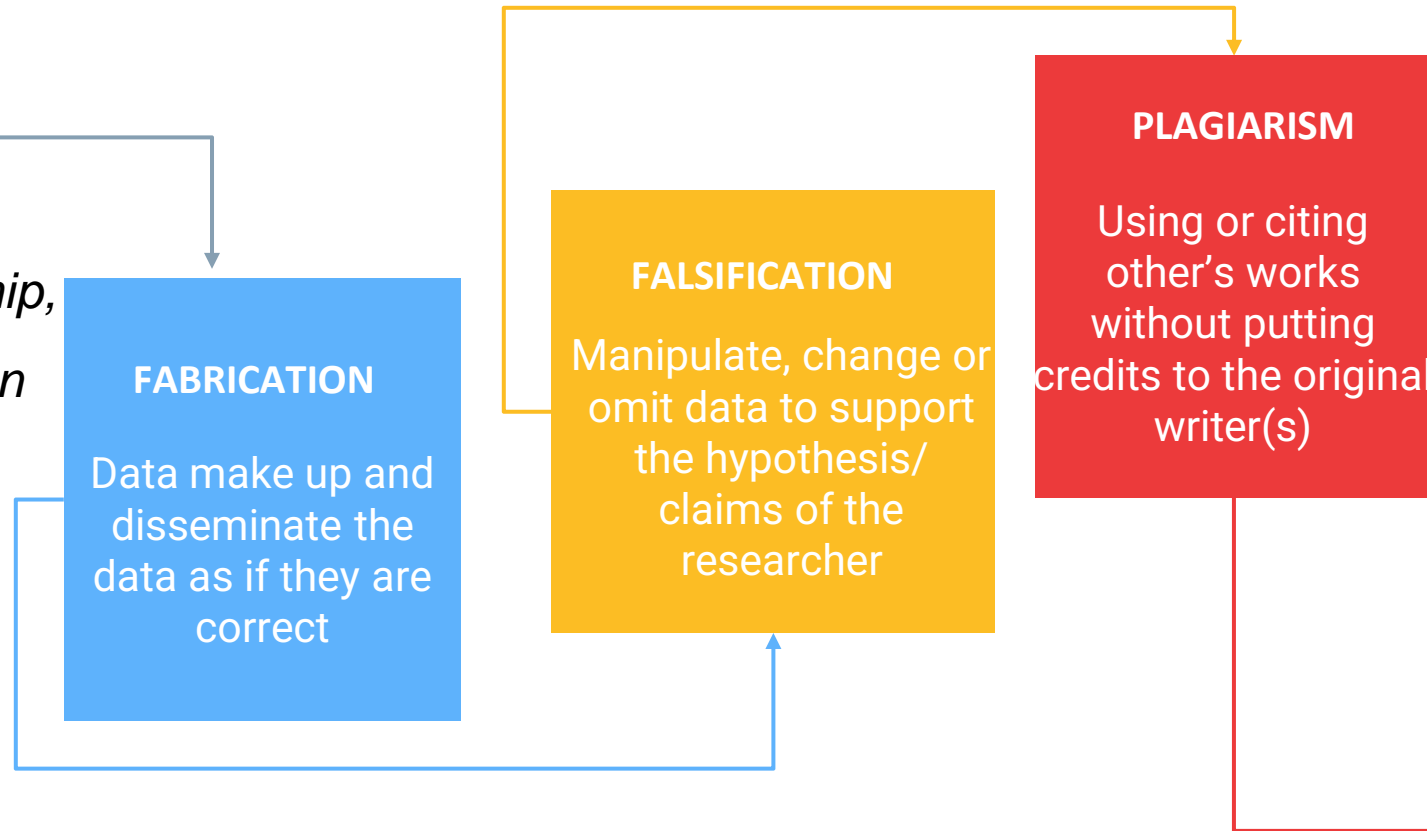 hip,
n
FABRICATION
Data make up and
disseminate the
data as if they are
correct
FALSIFICATION
Manipulate, change or
omit data to support
the hypothesis/
claims of the
researcher
PLAGIARISM
Using or citing
other’s works
without putting
credits to the original
writer(s)